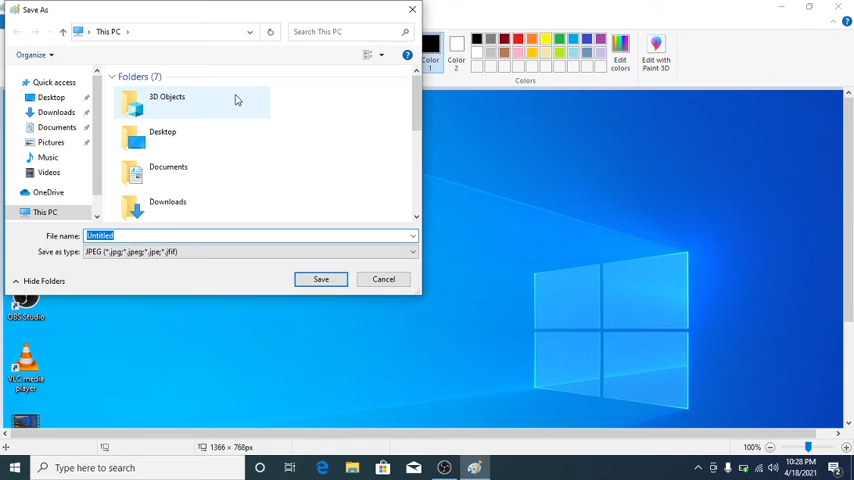 Save As
This PC
Search This PC
Organize
Folders (7)
Quick access
Desktop
Downloads
Documents
Pictures
Music
Videos
OneDrive
This PC
3D Objects
Desktop
Documents
Downloads
File name: Untitled
Save as type: JPEG (*.jpg;*.jpeg;*.jpe;*.jfif)
Hide Folders
Save
Cancel
Color 1
Color 2
Edit colors
Edit with Paint 3D
Colors
OBS Studio
VLC media player
1366 × 768px
100%
Type here to search
10:28 PM
4/18/2021
2